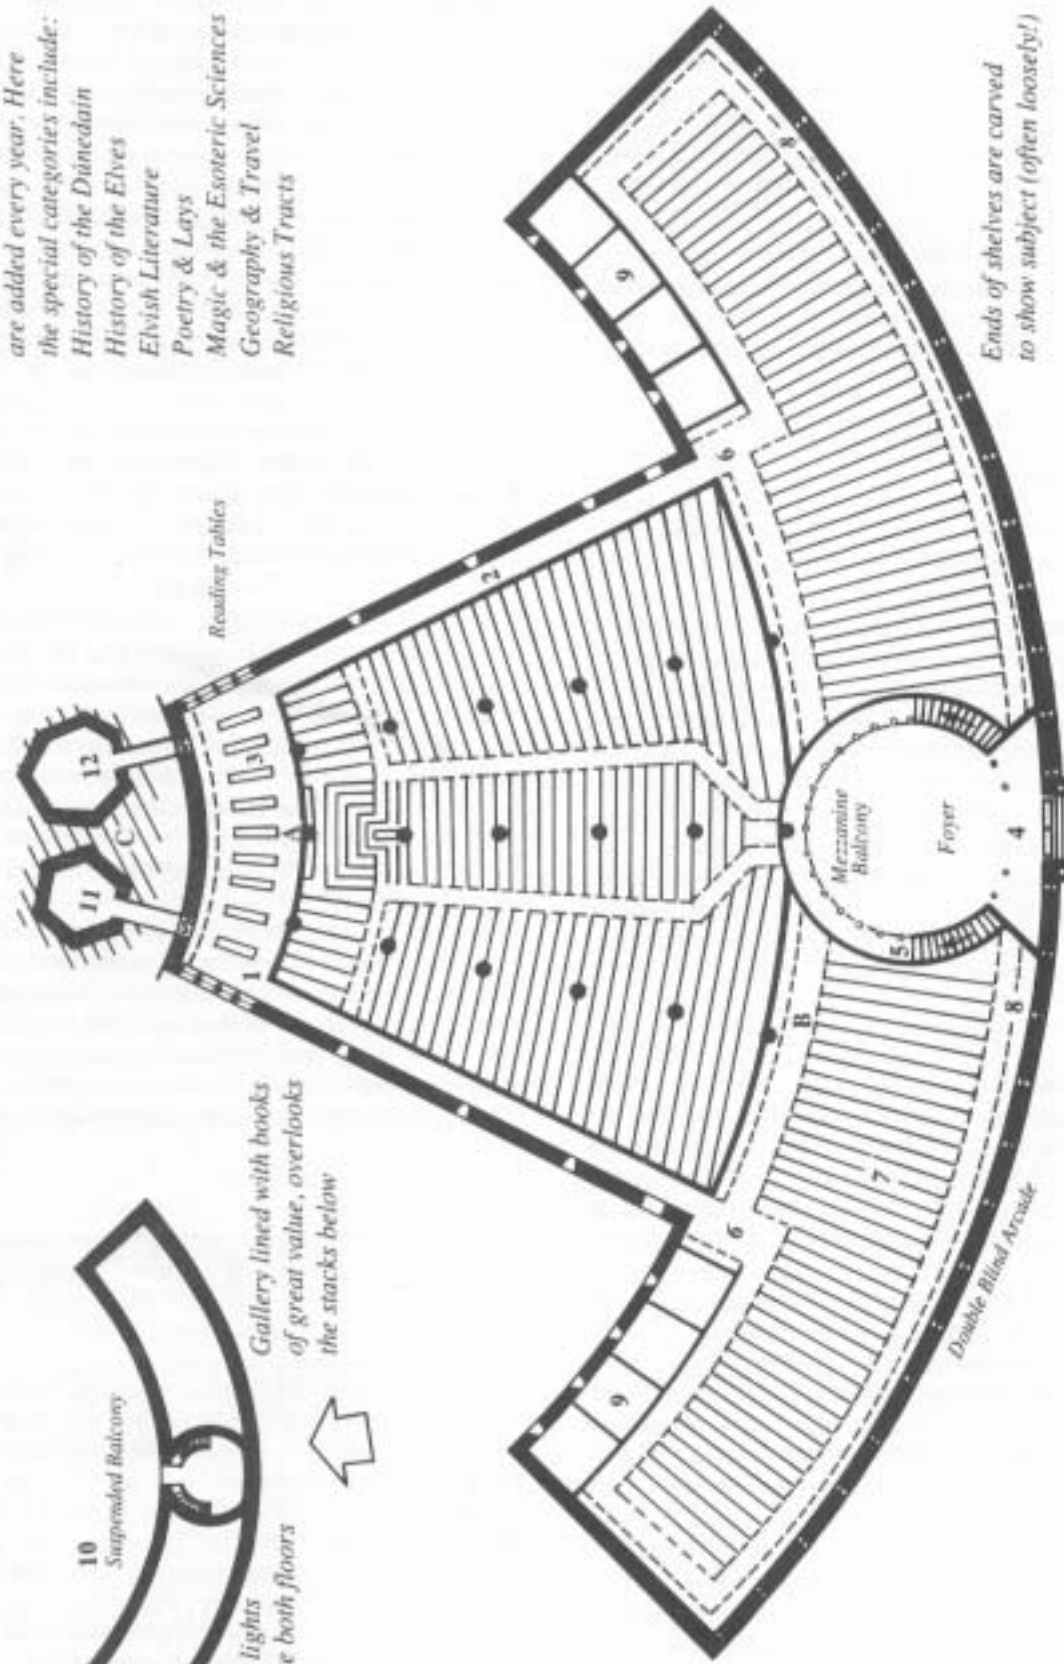 are added every year. Here
the special categories include:
History of the Dúnedain
History of the Elves
Elvish Literature
Poetry & Lays
Magic & the Esoteric Sciences
Geography & Travel
Religious Tracts
Reading Tables
10
Suspended Balcony
Gallery lined with books
of great value, overlooks
the stacks below
lights
e both floors
11
C
12
1
3
A
2
6
B
6
5
Mezzanine
Balcony
Foyer
4
7
8
8
9
9
Double Blind Arcade
Ends of shelves are carved
to show subject (often loosely!)